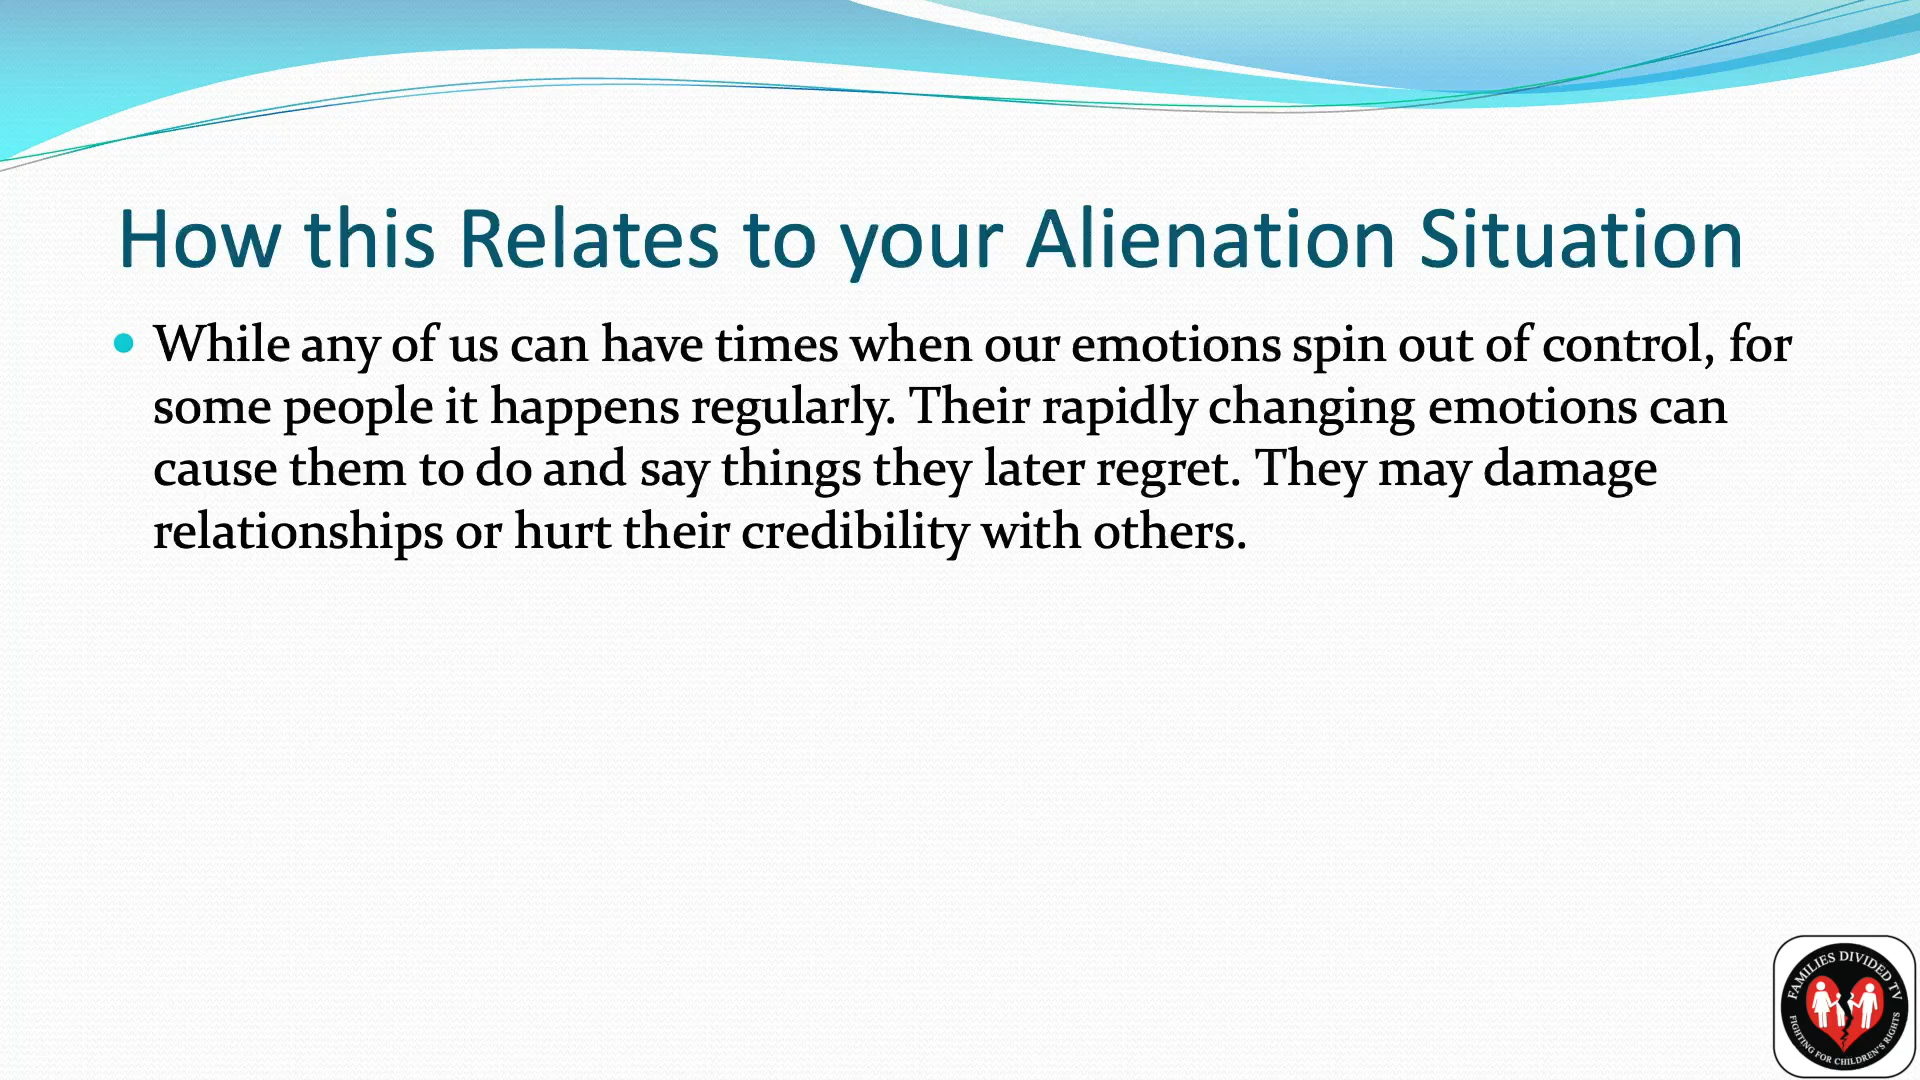 How this Relates to your Alienation Situation
While any of us can have times when our emotions spin out of control, for
some people it happens regularly. Their rapidly changing emotions can
cause them to do and say things they later regret. They may damage
relationships or hurt their credibility with others.
FAMILIES DIVIDED TV
FIGHTING FOR CHILDREN'S RIGHTS